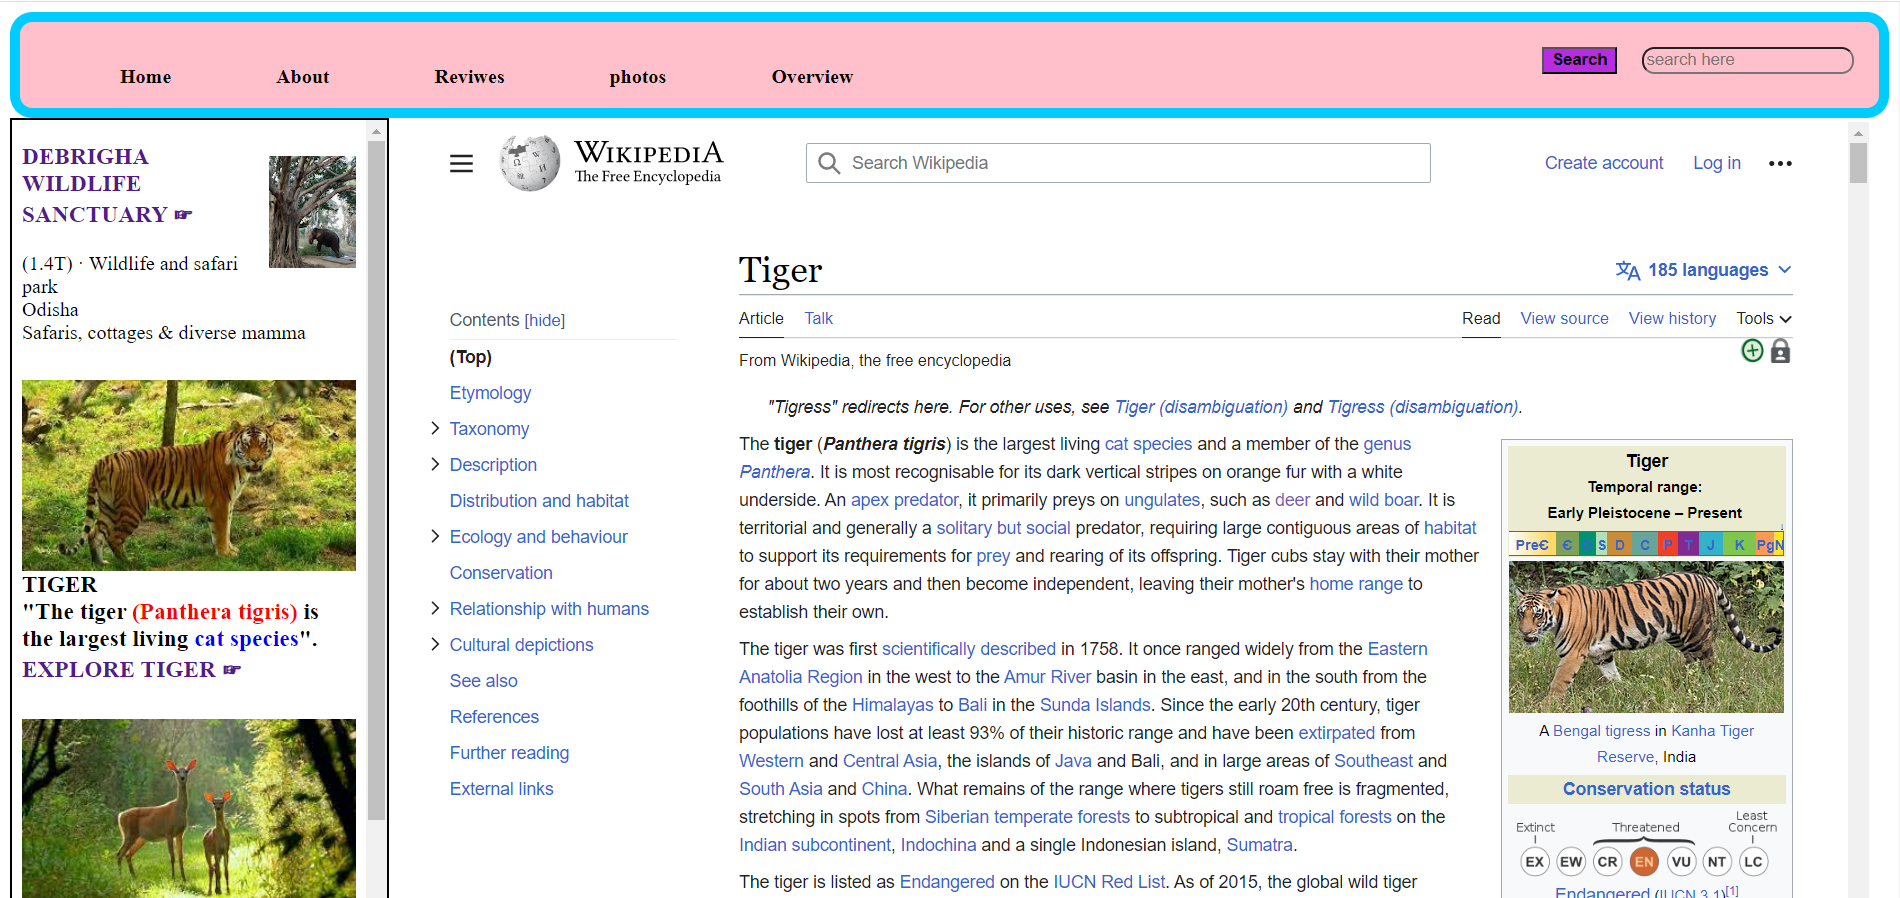 Home About Reviwes photos Overview Search search here
DEBRIGHA
WILDLIFE
SANCTUARY ☞
(1.4T) · Wildlife and safari
park
Odisha
Safaris, cottages & diverse mamma
TIGER
"The tiger (Panthera tigris) is
the largest living cat species".
EXPLORE TIGER ☞
WIKIPEDIA
The Free Encyclopedia
Search Wikipedia
Create account Log in
Contents [hide]
(Top)
Etymology
Taxonomy
Description
Distribution and habitat
Ecology and behaviour
Conservation
Relationship with humans
Cultural depictions
See also
References
Further reading
External links
Tiger
185 languages
Article Talk Read View source View history Tools
From Wikipedia, the free encyclopedia
"Tigress" redirects here. For other uses, see Tiger (disambiguation) and Tigress (disambiguation).
The tiger (Panthera tigris) is the largest living cat species and a member of the genus
Panthera. It is most recognisable for its dark vertical stripes on orange fur with a white
underside. An apex predator, it primarily preys on ungulates, such as deer and wild boar. It is
territorial and generally a solitary but social predator, requiring large contiguous areas of habitat
to support its requirements for prey and rearing of its offspring. Tiger cubs stay with their mother
for about two years and then become independent, leaving their mother's home range to
establish their own.
The tiger was first scientifically described in 1758. It once ranged widely from the Eastern
Anatolia Region in the west to the Amur River basin in the east, and in the south from the
foothills of the Himalayas to Bali in the Sunda Islands. Since the early 20th century, tiger
populations have lost at least 93% of their historic range and have been extirpated from
Western and Central Asia, the islands of Java and Bali, and in large areas of Southeast and
South Asia and China. What remains of the range where tigers still roam free is fragmented,
stretching in spots from Siberian temperate forests to subtropical and tropical forests on the
Indian subcontinent, Indochina and a single Indonesian island, Sumatra.
The tiger is listed as Endangered on the IUCN Red List. As of 2015, the global wild tiger
Tiger
Temporal range:
Early Pleistocene – Present
PreꞒ Ꞓ O S D C P T J K Pg N
A Bengal tigress in Kanha Tiger
Reserve, India
Conservation status
Extinct Threatened Least
Concern
EX EW CR EN VU NT LC
Endangered (IUCN 3.1)[1]